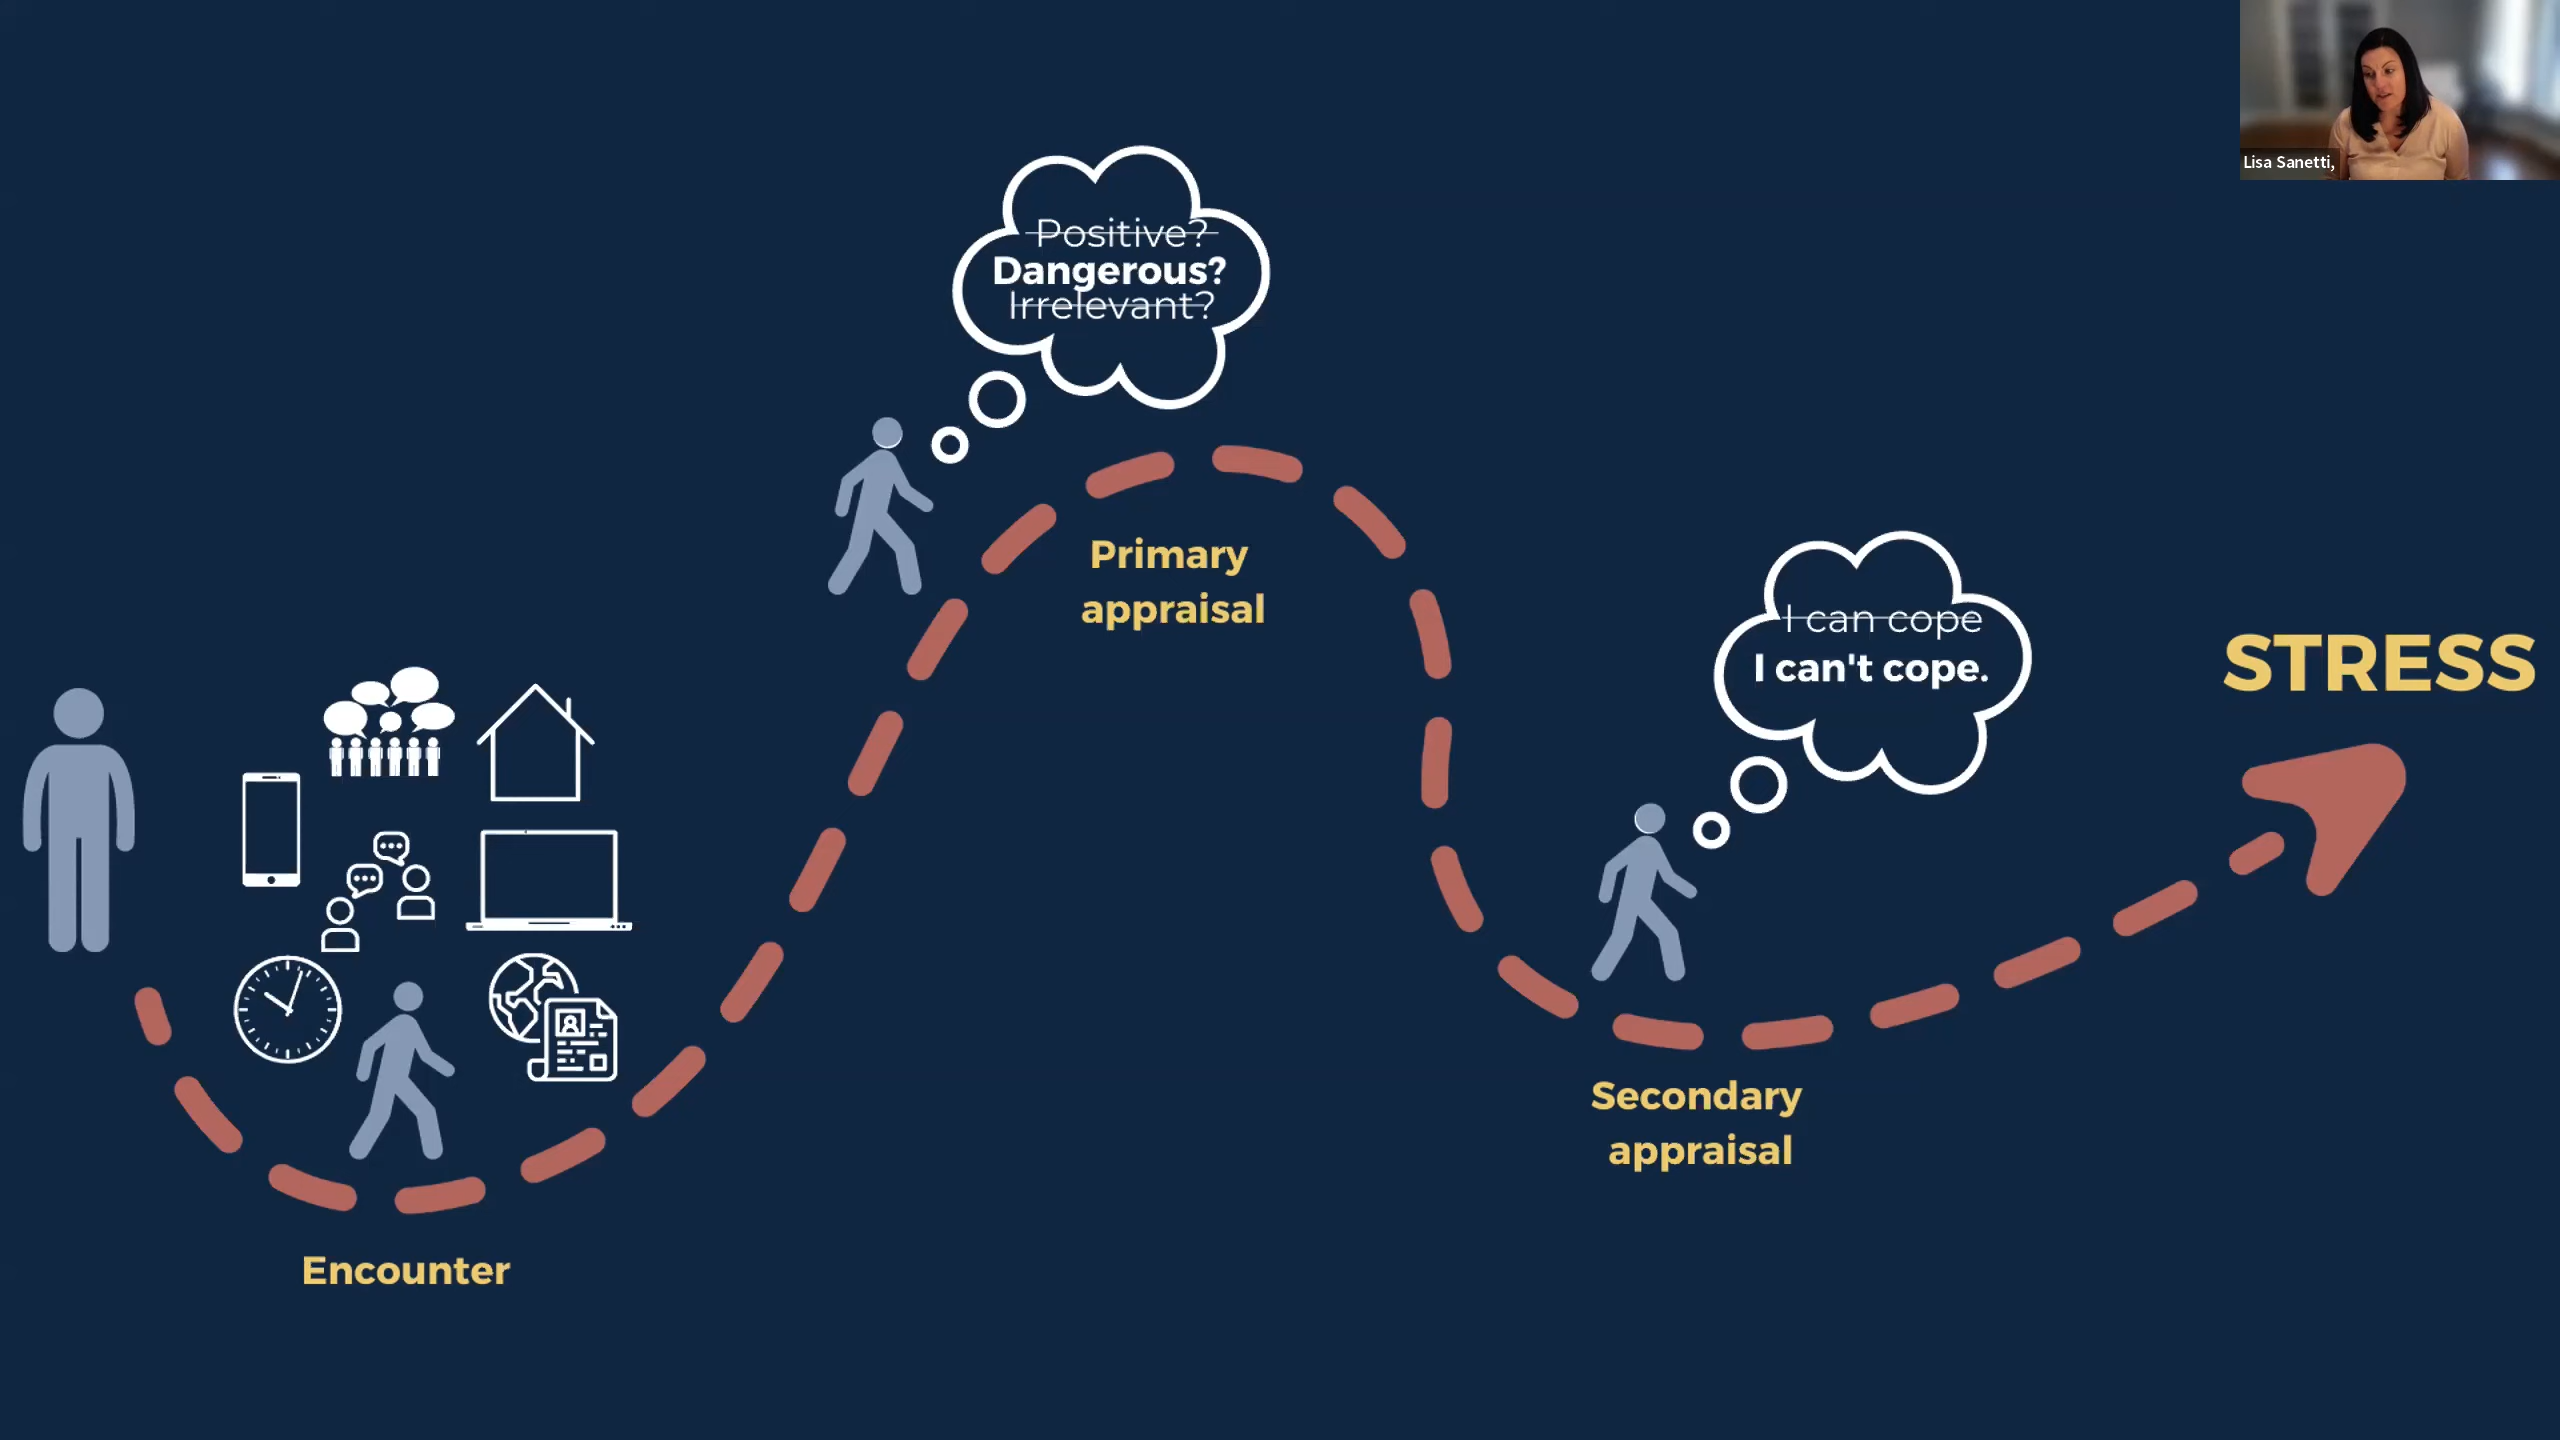 Lisa Sanetti,
Positive?
Dangerous?
Irrelevant?
Primary
appraisal
I can cope
I can't cope.
STRESS
Secondary
appraisal
Encounter